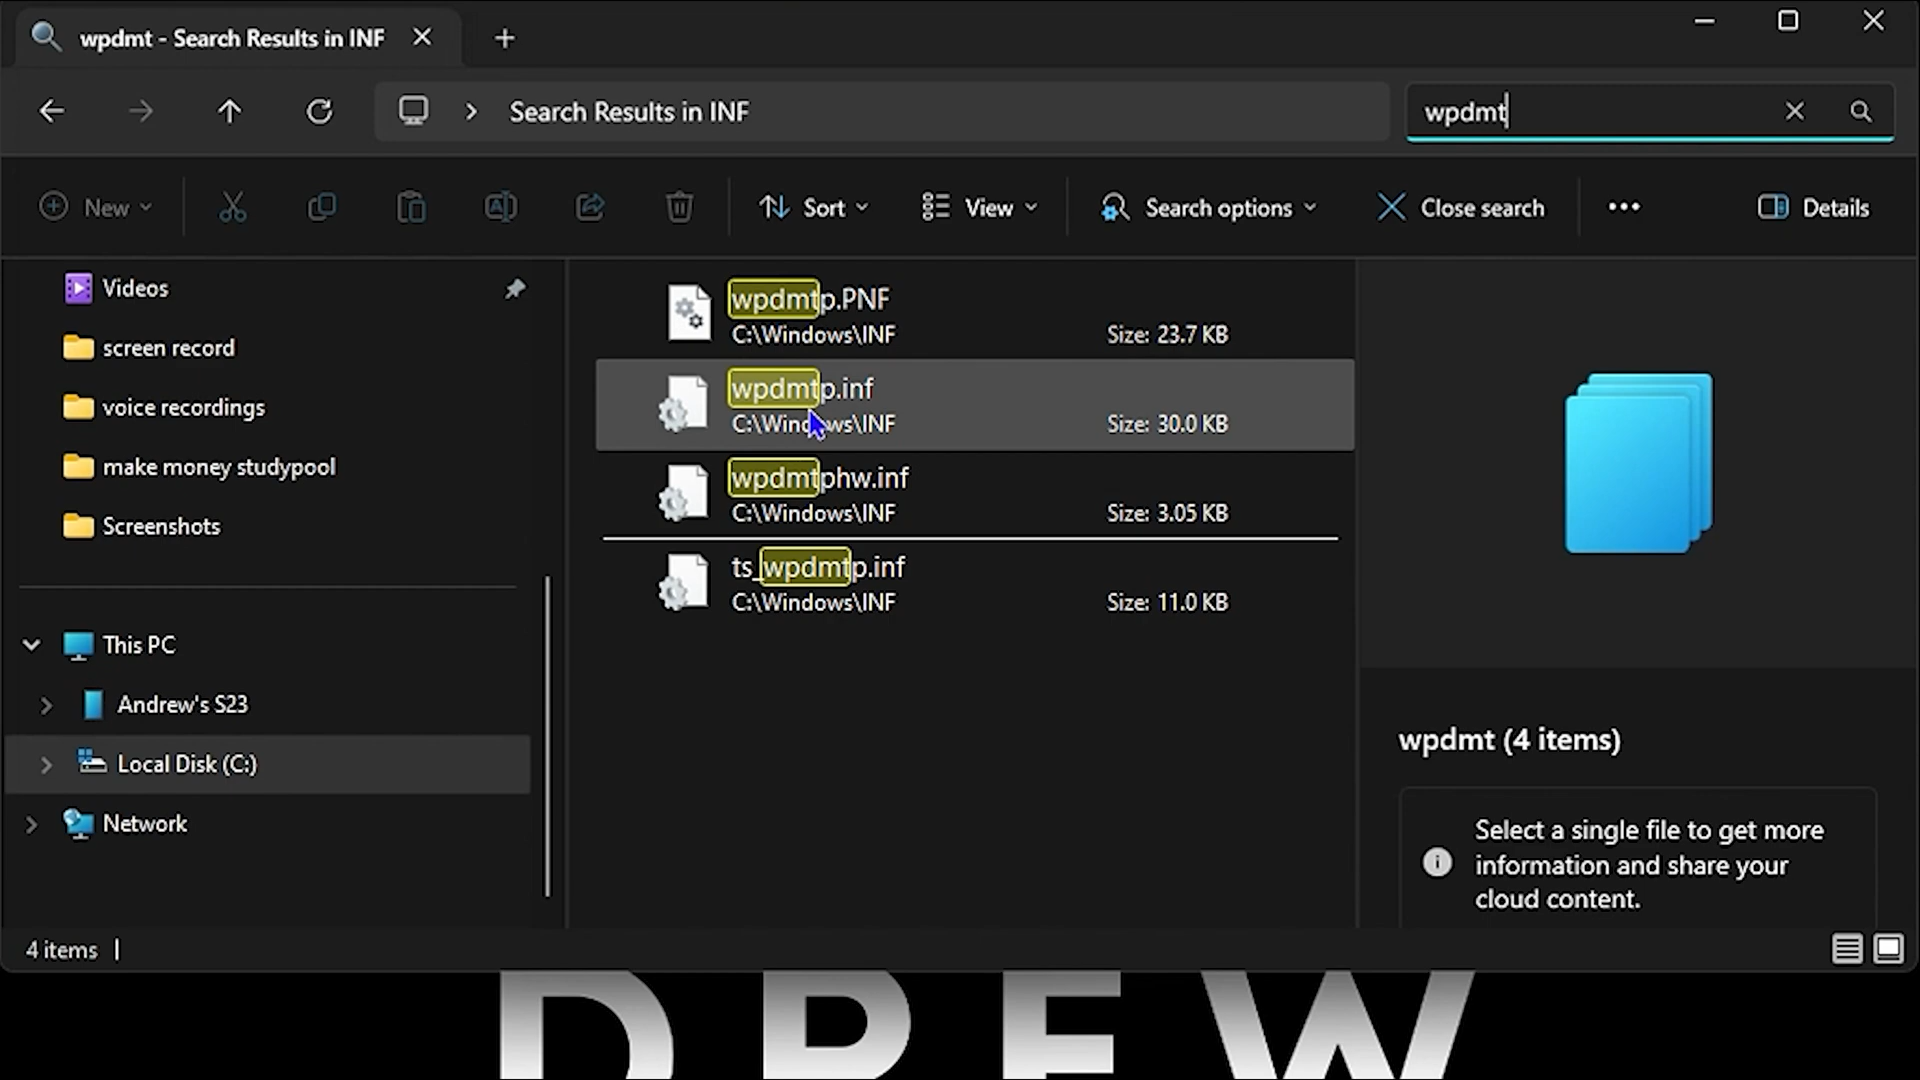 wpdmt - Search Results in INF
Search Results in INF
wpdmt
New
Sort
View
Search options
Close search
Details
Videos
screen record
voice recordings
make money studypool
Screenshots
This PC
Andrew's S23
Local Disk (C:)
Network
wpdmtp.PNF
C:\Windows\INF
Size: 23.7 KB
wpdmtp.inf
C:\Windows\INF
Size: 30.0 KB
wpdmtphw.inf
C:\Windows\INF
Size: 3.05 KB
ts_wpdmtp.inf
C:\Windows\INF
Size: 11.0 KB
wpdmt (4 items)
Select a single file to get more
information and share your
cloud content.
4 items
DREW